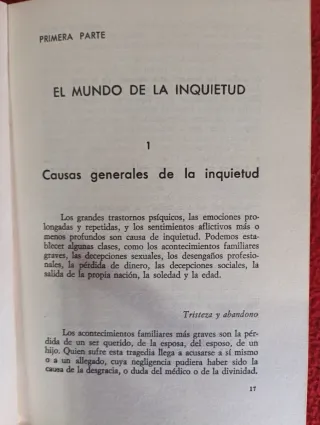 PRIMERA PARTE
EL MUNDO DE LA INQUIETUD
1
Causas generales de la inquietud
Los grandes trastornos psíquicos, las emociones pro-
longadas y repetidas, y los sentimientos aflictivos más o
menos profundos son causa de inquietud. Podemos esta-
blecer algunas clases, como los acontecimientos familiares
graves, las decepciones sexuales, los desengaños profesio-
nales, la pérdida de dinero, las decepciones sociales, la
salida de la propia nación, la soledad y la edad.
Tristeza y abandono
Los acontecimientos familiares más graves son la pér-
dida de un ser querido, de la esposa, del esposo, de un
hijo. Quien sufre esta tragedia llega a acusarse a sí mismo
o a un allegado, cuya negligencia pudiera haber sido la
causa de la desgracia, o duda del médico o de la divinidad.
17